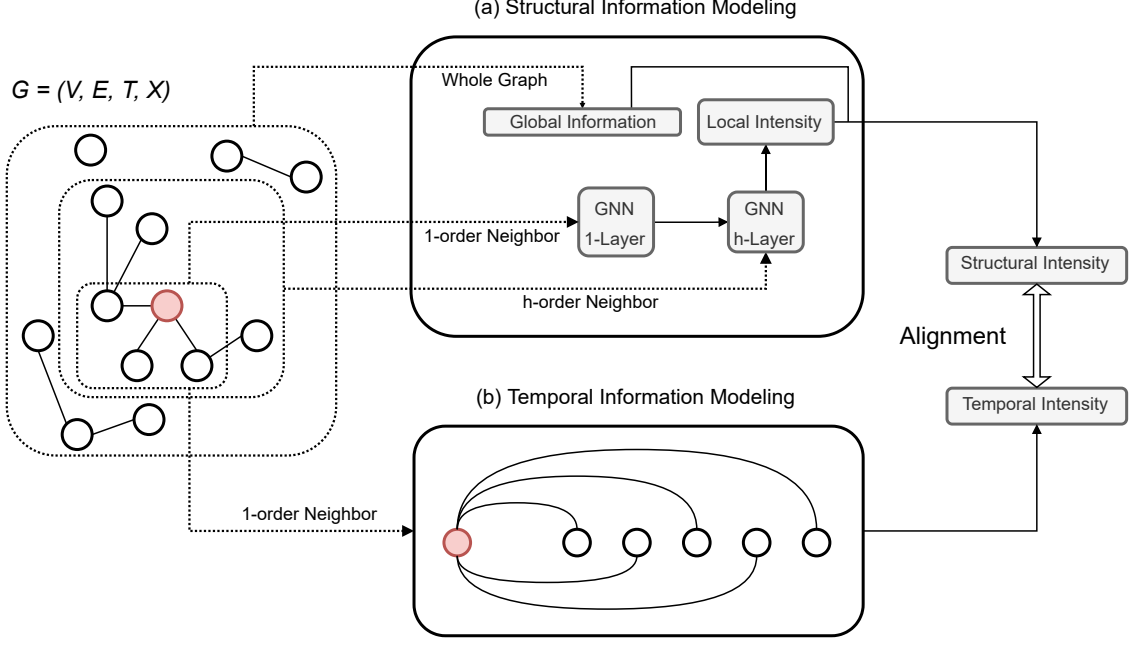 (a) Structural Information Modeling
G = (V, E, T, X)
Whole Graph
Global Information
Local Intensity
GNN
1-Layer
GNN
h-Layer
1-order Neighbor
h-order Neighbor
Structural Intensity
Alignment
Temporal Intensity
(b) Temporal Information Modeling
1-order Neighbor